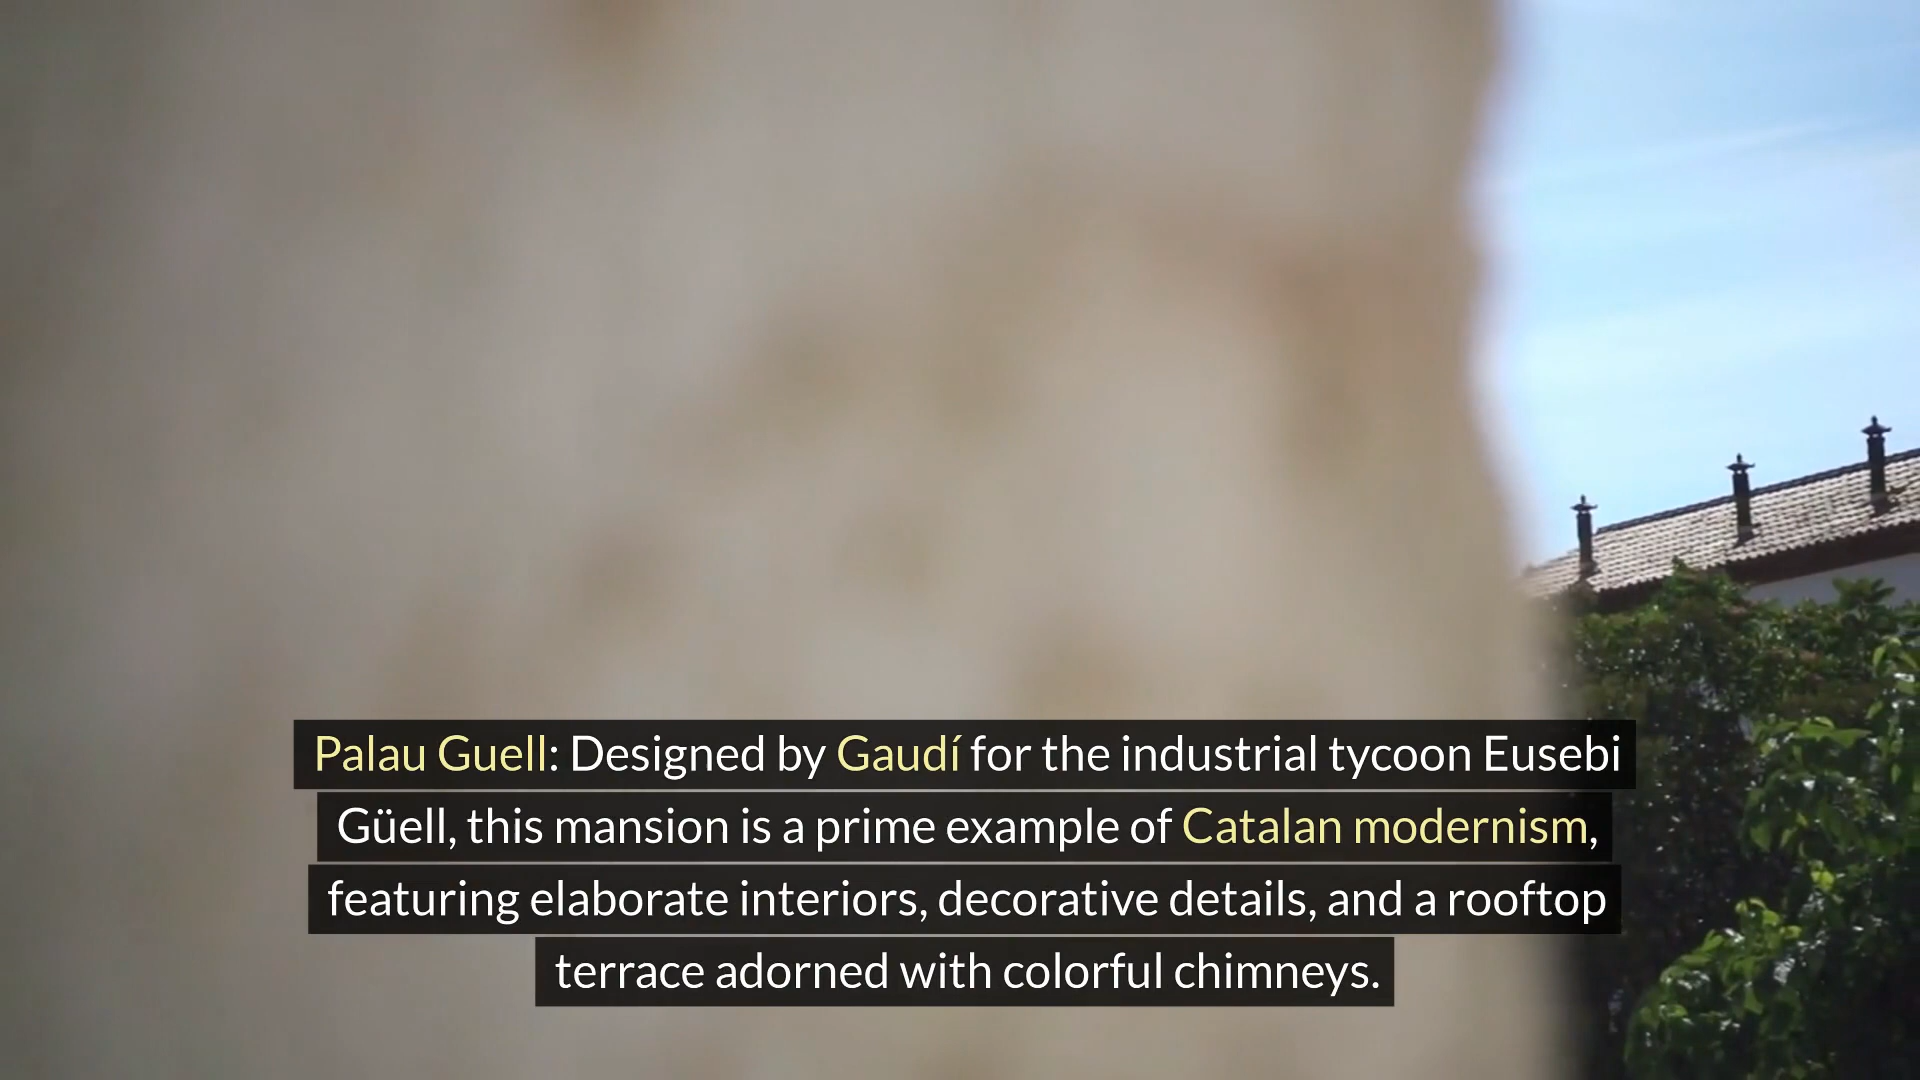 Palau Guell: Designed by Gaudí for the industrial tycoon Eusebi
Güell, this mansion is a prime example of Catalan modernism,
featuring elaborate interiors, decorative details, and a rooftop
terrace adorned with colorful chimneys.